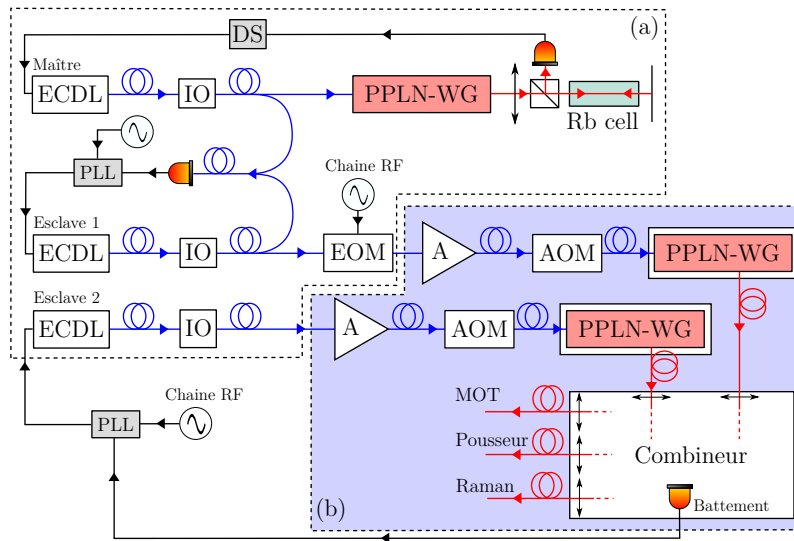 (a)
DS
Maître
ECDL
IO
PPLN-WG
Rb cell
PLL
Chaine RF
Esclave 1
ECDL
IO
EOM
A
AOM
PPLN-WG
Esclave 2
ECDL
IO
A
AOM
PPLN-WG
Chaine RF
PLL
MOT
Pousseur
Raman
Combineur
Battement
(b)